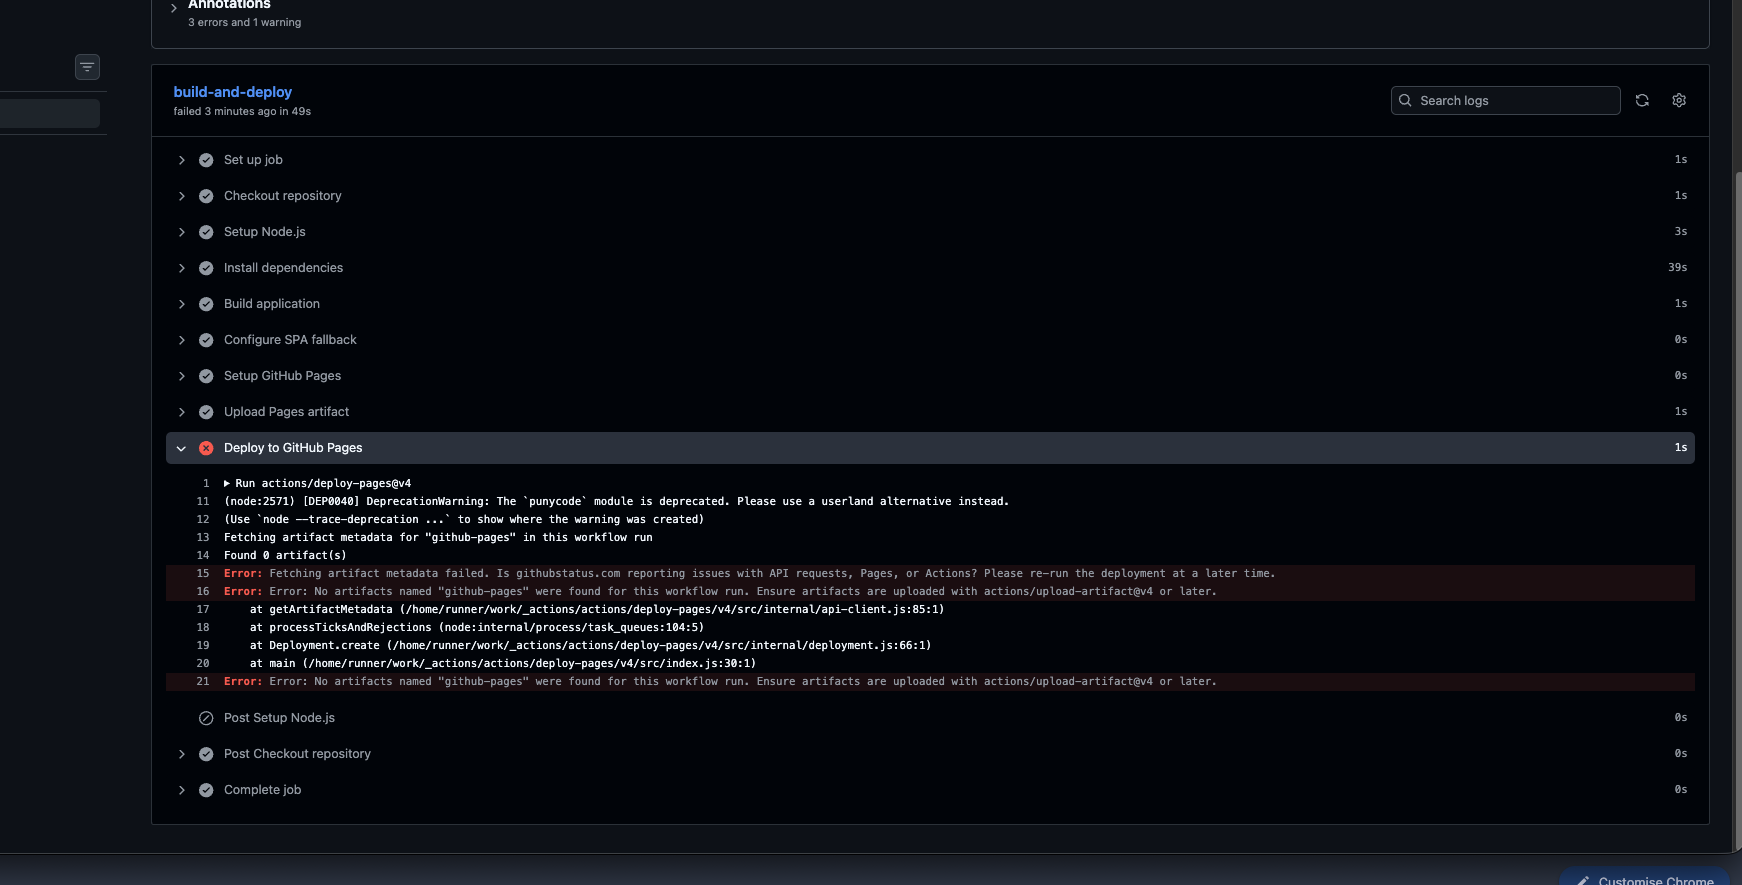 Annotations
3 errors and 1 warning
build-and-deploy
failed 3 minutes ago in 49s
Search logs
Set up job 1s
Checkout repository 1s
Setup Node.js 3s
Install dependencies 39s
Build application 1s
Configure SPA fallback 0s
Setup GitHub Pages 0s
Upload Pages artifact 1s
Deploy to GitHub Pages 1s
1 Run actions/deploy-pages@v4
11 (node:2571) [DEP0040] DeprecationWarning: The `punycode` module is deprecated. Please use a userland alternative instead.
12 (Use `node --trace-deprecation ...` to show where the warning was created)
13 Fetching artifact metadata for "github-pages" in this workflow run
14 Found 0 artifact(s)
15 Error: Fetching artifact metadata failed. Is githubstatus.com reporting issues with API requests, Pages, or Actions? Please re-run the deployment at a later time.
16 Error: Error: No artifacts named "github-pages" were found for this workflow run. Ensure artifacts are uploaded with actions/upload-artifact@v4 or later.
17 at getArtifactMetadata (/home/runner/work/_actions/actions/deploy-pages/v4/src/internal/api-client.js:85:1)
18 at processTicksAndRejections (node:internal/process/task_queues:104:5)
19 at Deployment.create (/home/runner/work/_actions/actions/deploy-pages/v4/src/internal/deployment.js:66:1)
20 at main (/home/runner/work/_actions/actions/deploy-pages/v4/src/index.js:30:1)
21 Error: Error: No artifacts named "github-pages" were found for this workflow run. Ensure artifacts are uploaded with actions/upload-artifact@v4 or later.
Post Setup Node.js 0s
Post Checkout repository 0s
Complete job 0s
Customise Chrome